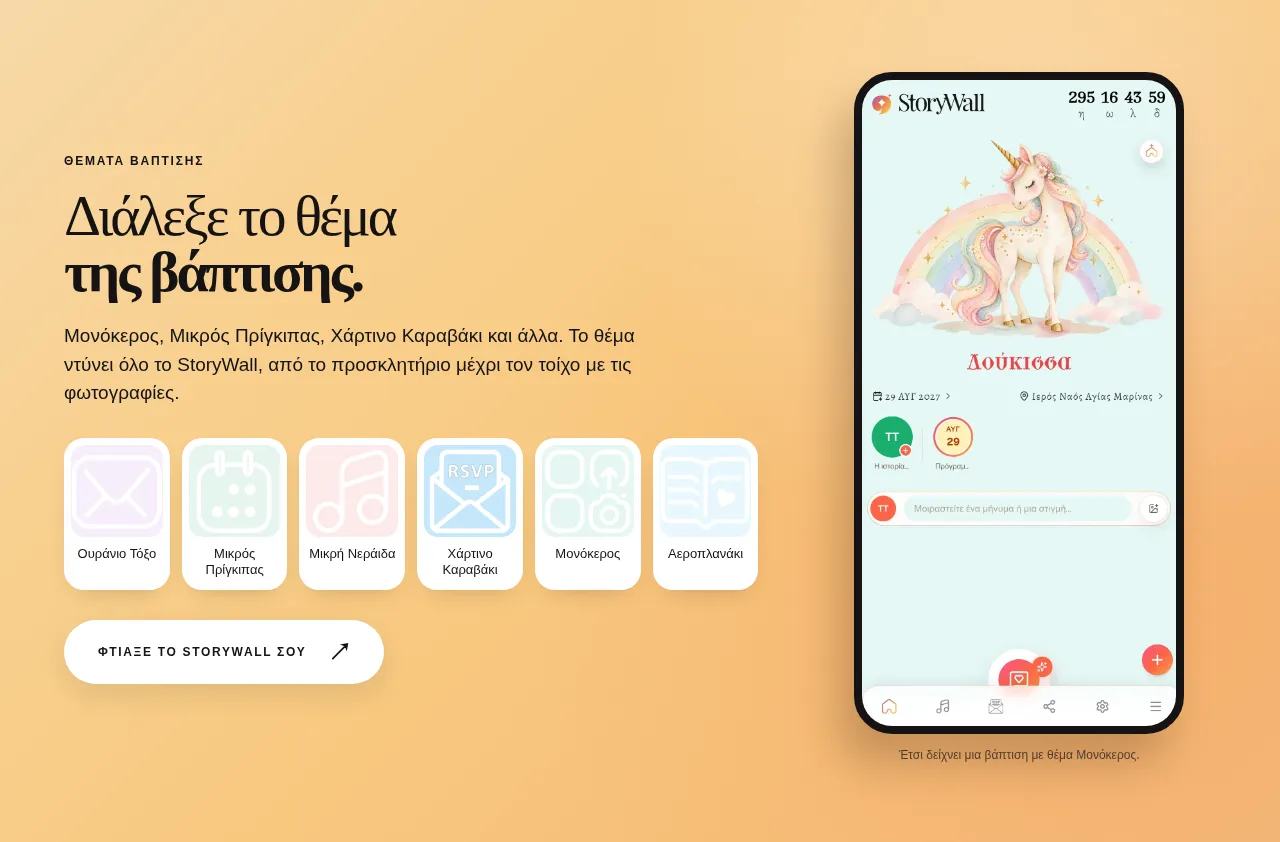 ΘΕΜΑΤΑ ΒΑΠΤΙΣΗΣ
Διάλεξε το θέμα
της βάπτισης.
Μονόκερος, Μικρός Πρίγκιπας, Χάρτινο Καραβάκι και άλλα. Το θέμα
ντύνει όλο το StoryWall, από το προσκλητήριο μέχρι τον τοίχο με τις
φωτογραφίες.
Ουράνιο Τόξο
Μικρός
Πρίγκιπας
Μικρή Νεράιδα
RSVP
Χάρτινο
Καραβάκι
Μονόκερος
Αεροπλανάκι
ΦΤΙΑΞΕ ΤΟ STORYWALL ΣΟΥ
StoryWall
295 16 43 59
η ω λ δ
Δούκισσα
29 ΑΥΓ 2027
Ιερός Ναός Αγίας Μαρίνας
ΤΤ
ΑΥΓ
29
Η ιστορία...
Πρόγραμ...
ΤΤ
Μοιραστείτε ένα μήνυμα ή μια στιγμή...
Έτσι δείχνει μια βάπτιση με θέμα Μονόκερος.